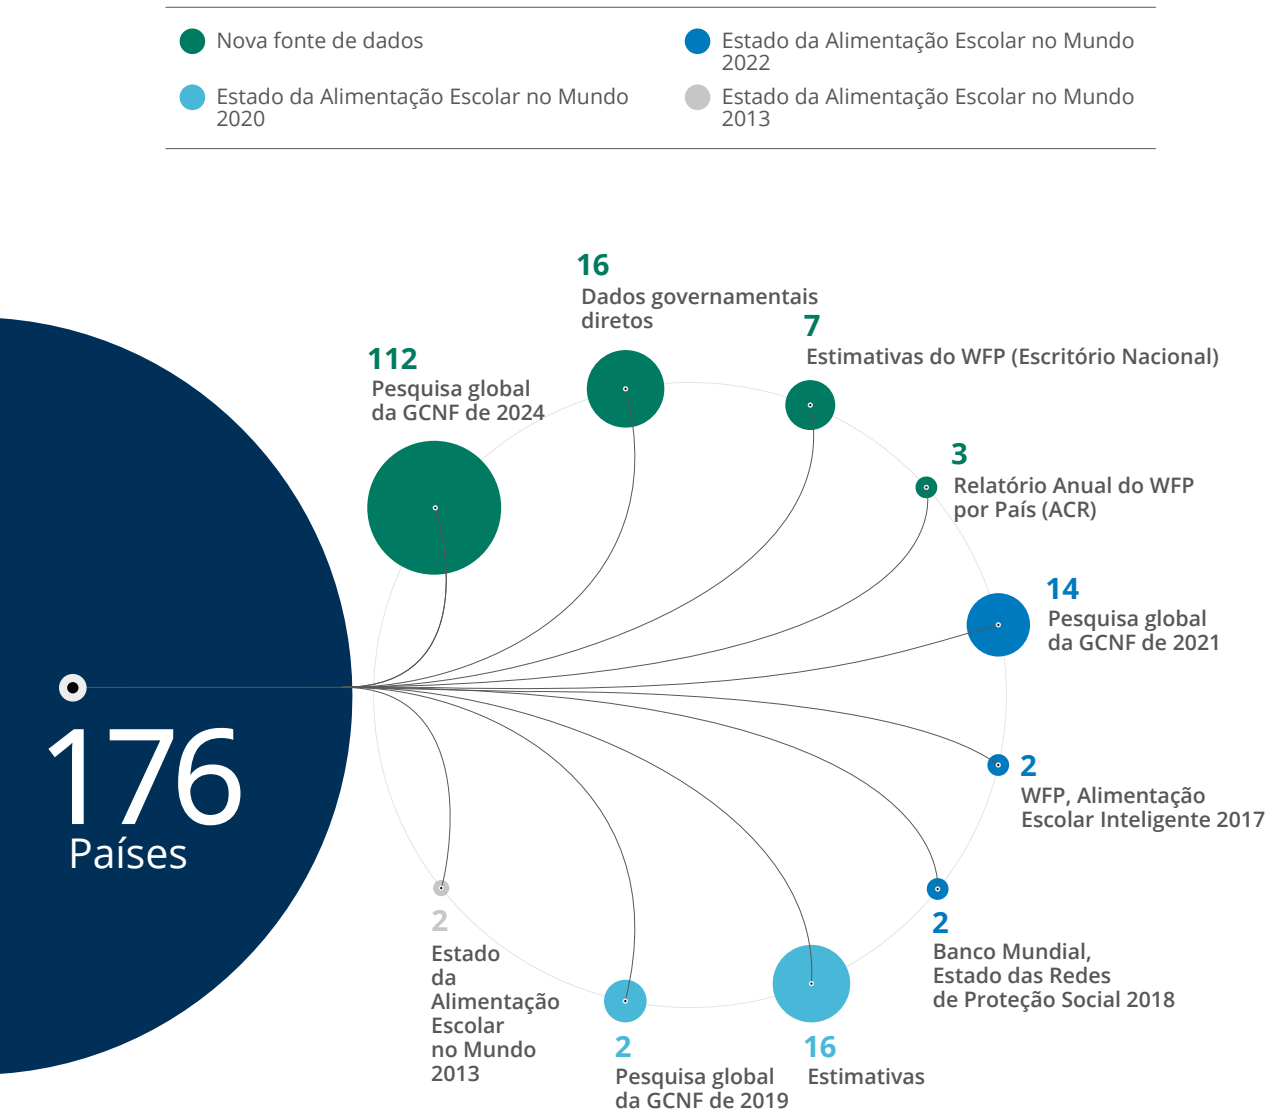 Nova fonte de dados
Estado da Alimentação Escolar no Mundo
2022
Estado da Alimentação Escolar no Mundo
2020
Estado da Alimentação Escolar no Mundo
2013
16
Dados governamentais
diretos
7
Estimativas do WFP (Escritório Nacional)
112
Pesquisa global
da GCNF de 2024
3
Relatório Anual do WFP
por País (ACR)
14
Pesquisa global
da GCNF de 2021
176
Países
2
WFP, Alimentação
Escolar Inteligente 2017
2
Banco Mundial,
Estado das Redes
de Proteção Social 2018
2
Estado
da
Alimentação
Escolar
no Mundo
2013
2
Pesquisa global
da GCNF de 2019
16
Estimativas